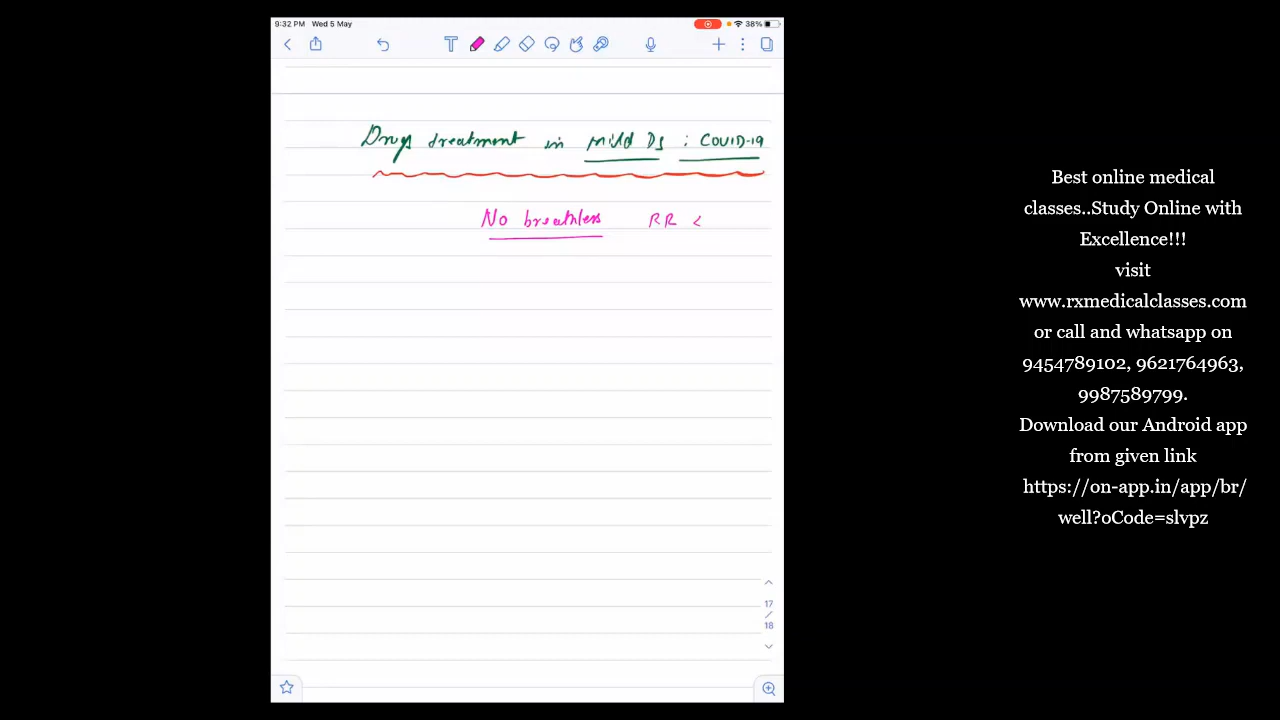 9:32 PM Wed 5 May
38%
T
Drugs treatment in Mild Ds : COVID-19
No breathless RR <
17
/
18
Best online medical
classes..Study Online with
Excellence!!!
visit
www.rxmedicalclasses.com
or call and whatsapp on
9454789102, 9621764963,
9987589799.
Download our Android app
from given link
https://on-app.in/app/br/
well?oCode=slvpz